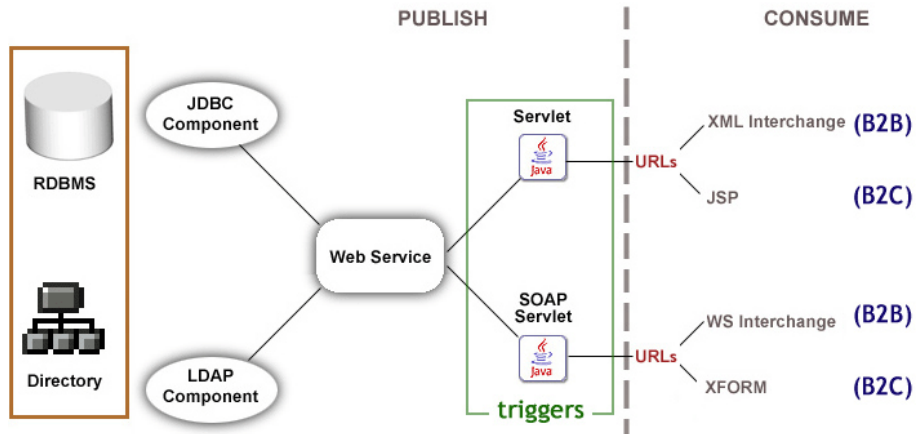 PUBLISH
CONSUME
RDBMS
Directory
JDBC
Component
LDAP
Component
Web Service
Servlet
Java
SOAP
Servlet
Java
triggers
URLs
XML Interchange (B2B)
JSP (B2C)
URLs
WS Interchange (B2B)
XFORM (B2C)